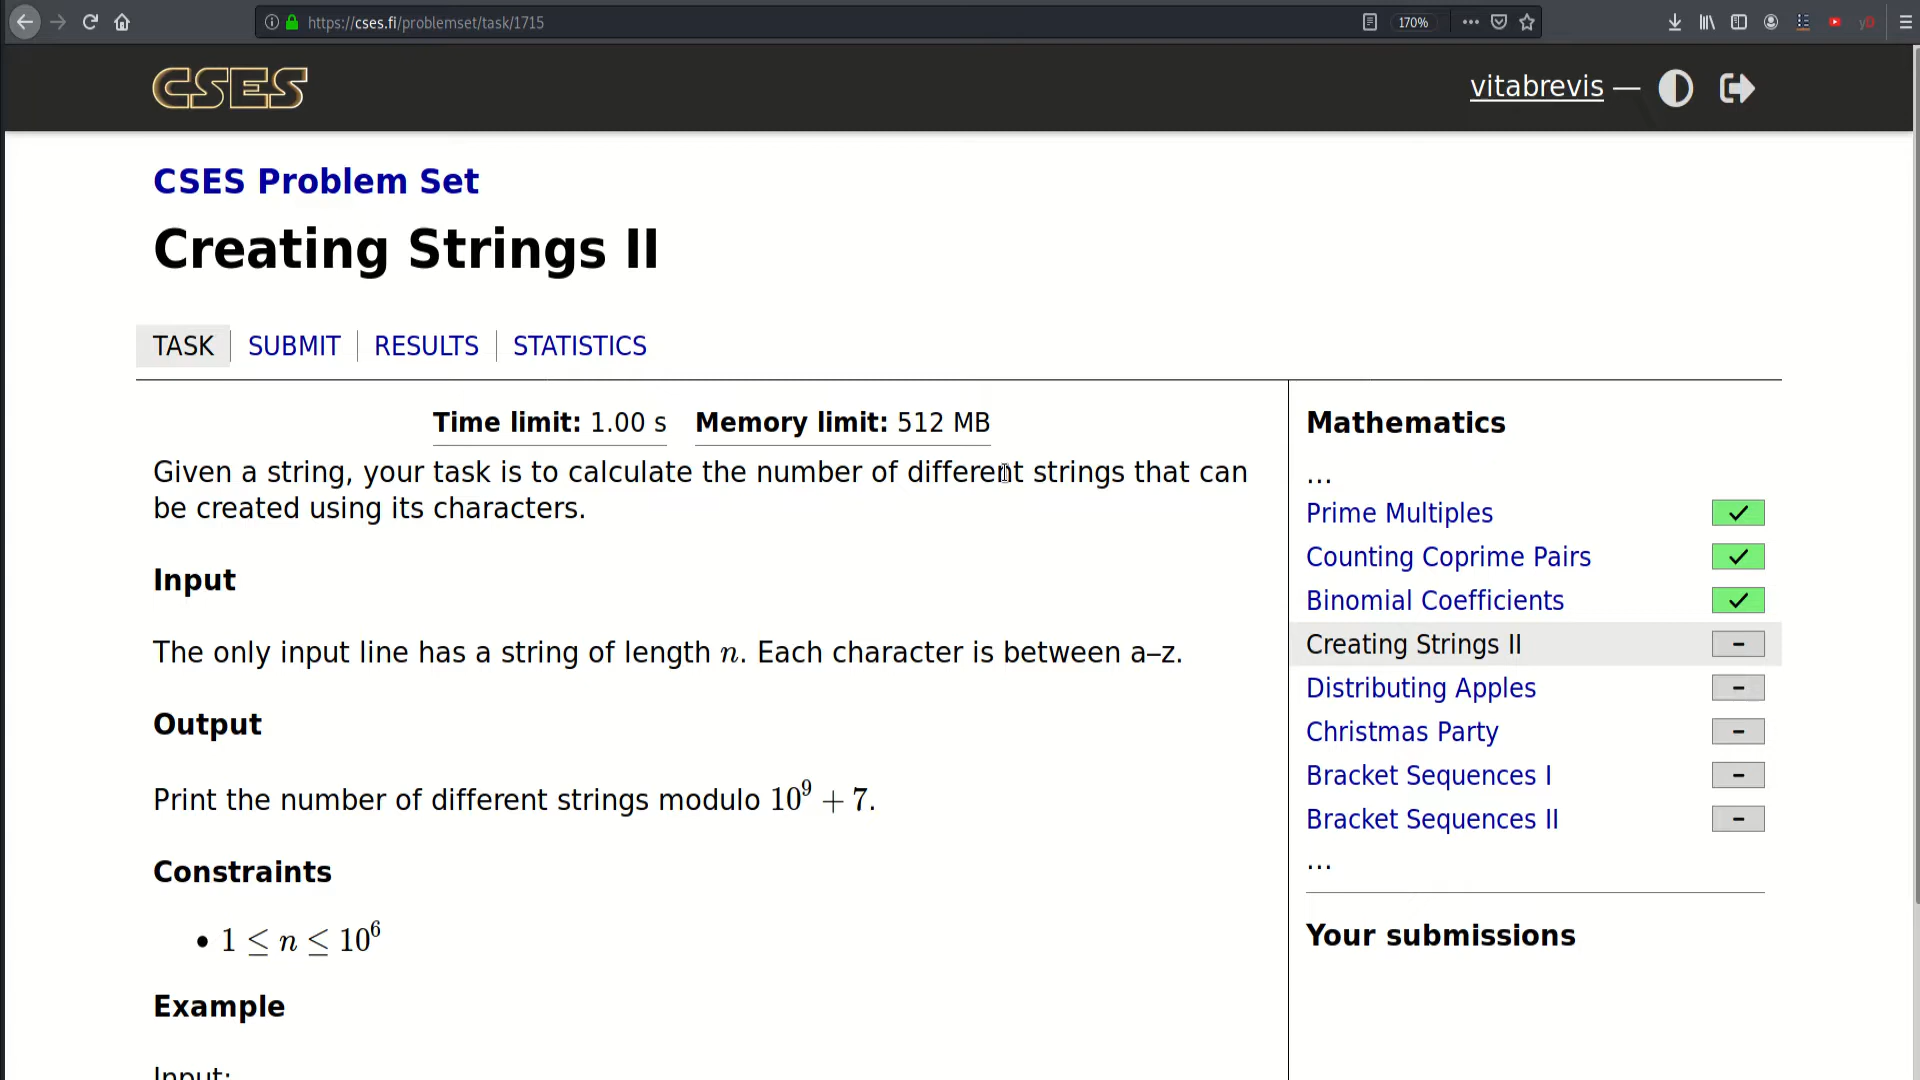 https://cses.fi/problemset/task/1715
170%
CSES
vitabrevis —
CSES Problem Set
Creating Strings II
TASK
SUBMIT
RESULTS
STATISTICS
Time limit: 1.00 s
Memory limit: 512 MB
Given a string, your task is to calculate the number of different strings that can
be created using its characters.
Input
The only input line has a string of length n. Each character is between a–z.
Output
Print the number of different strings modulo 10⁹ + 7.
Constraints
• 1 ≤ n ≤ 10⁶
Example
Input:
Mathematics
...
Prime Multiples
Counting Coprime Pairs
Binomial Coefficients
Creating Strings II –
Distributing Apples –
Christmas Party –
Bracket Sequences I –
Bracket Sequences II –
...
Your submissions